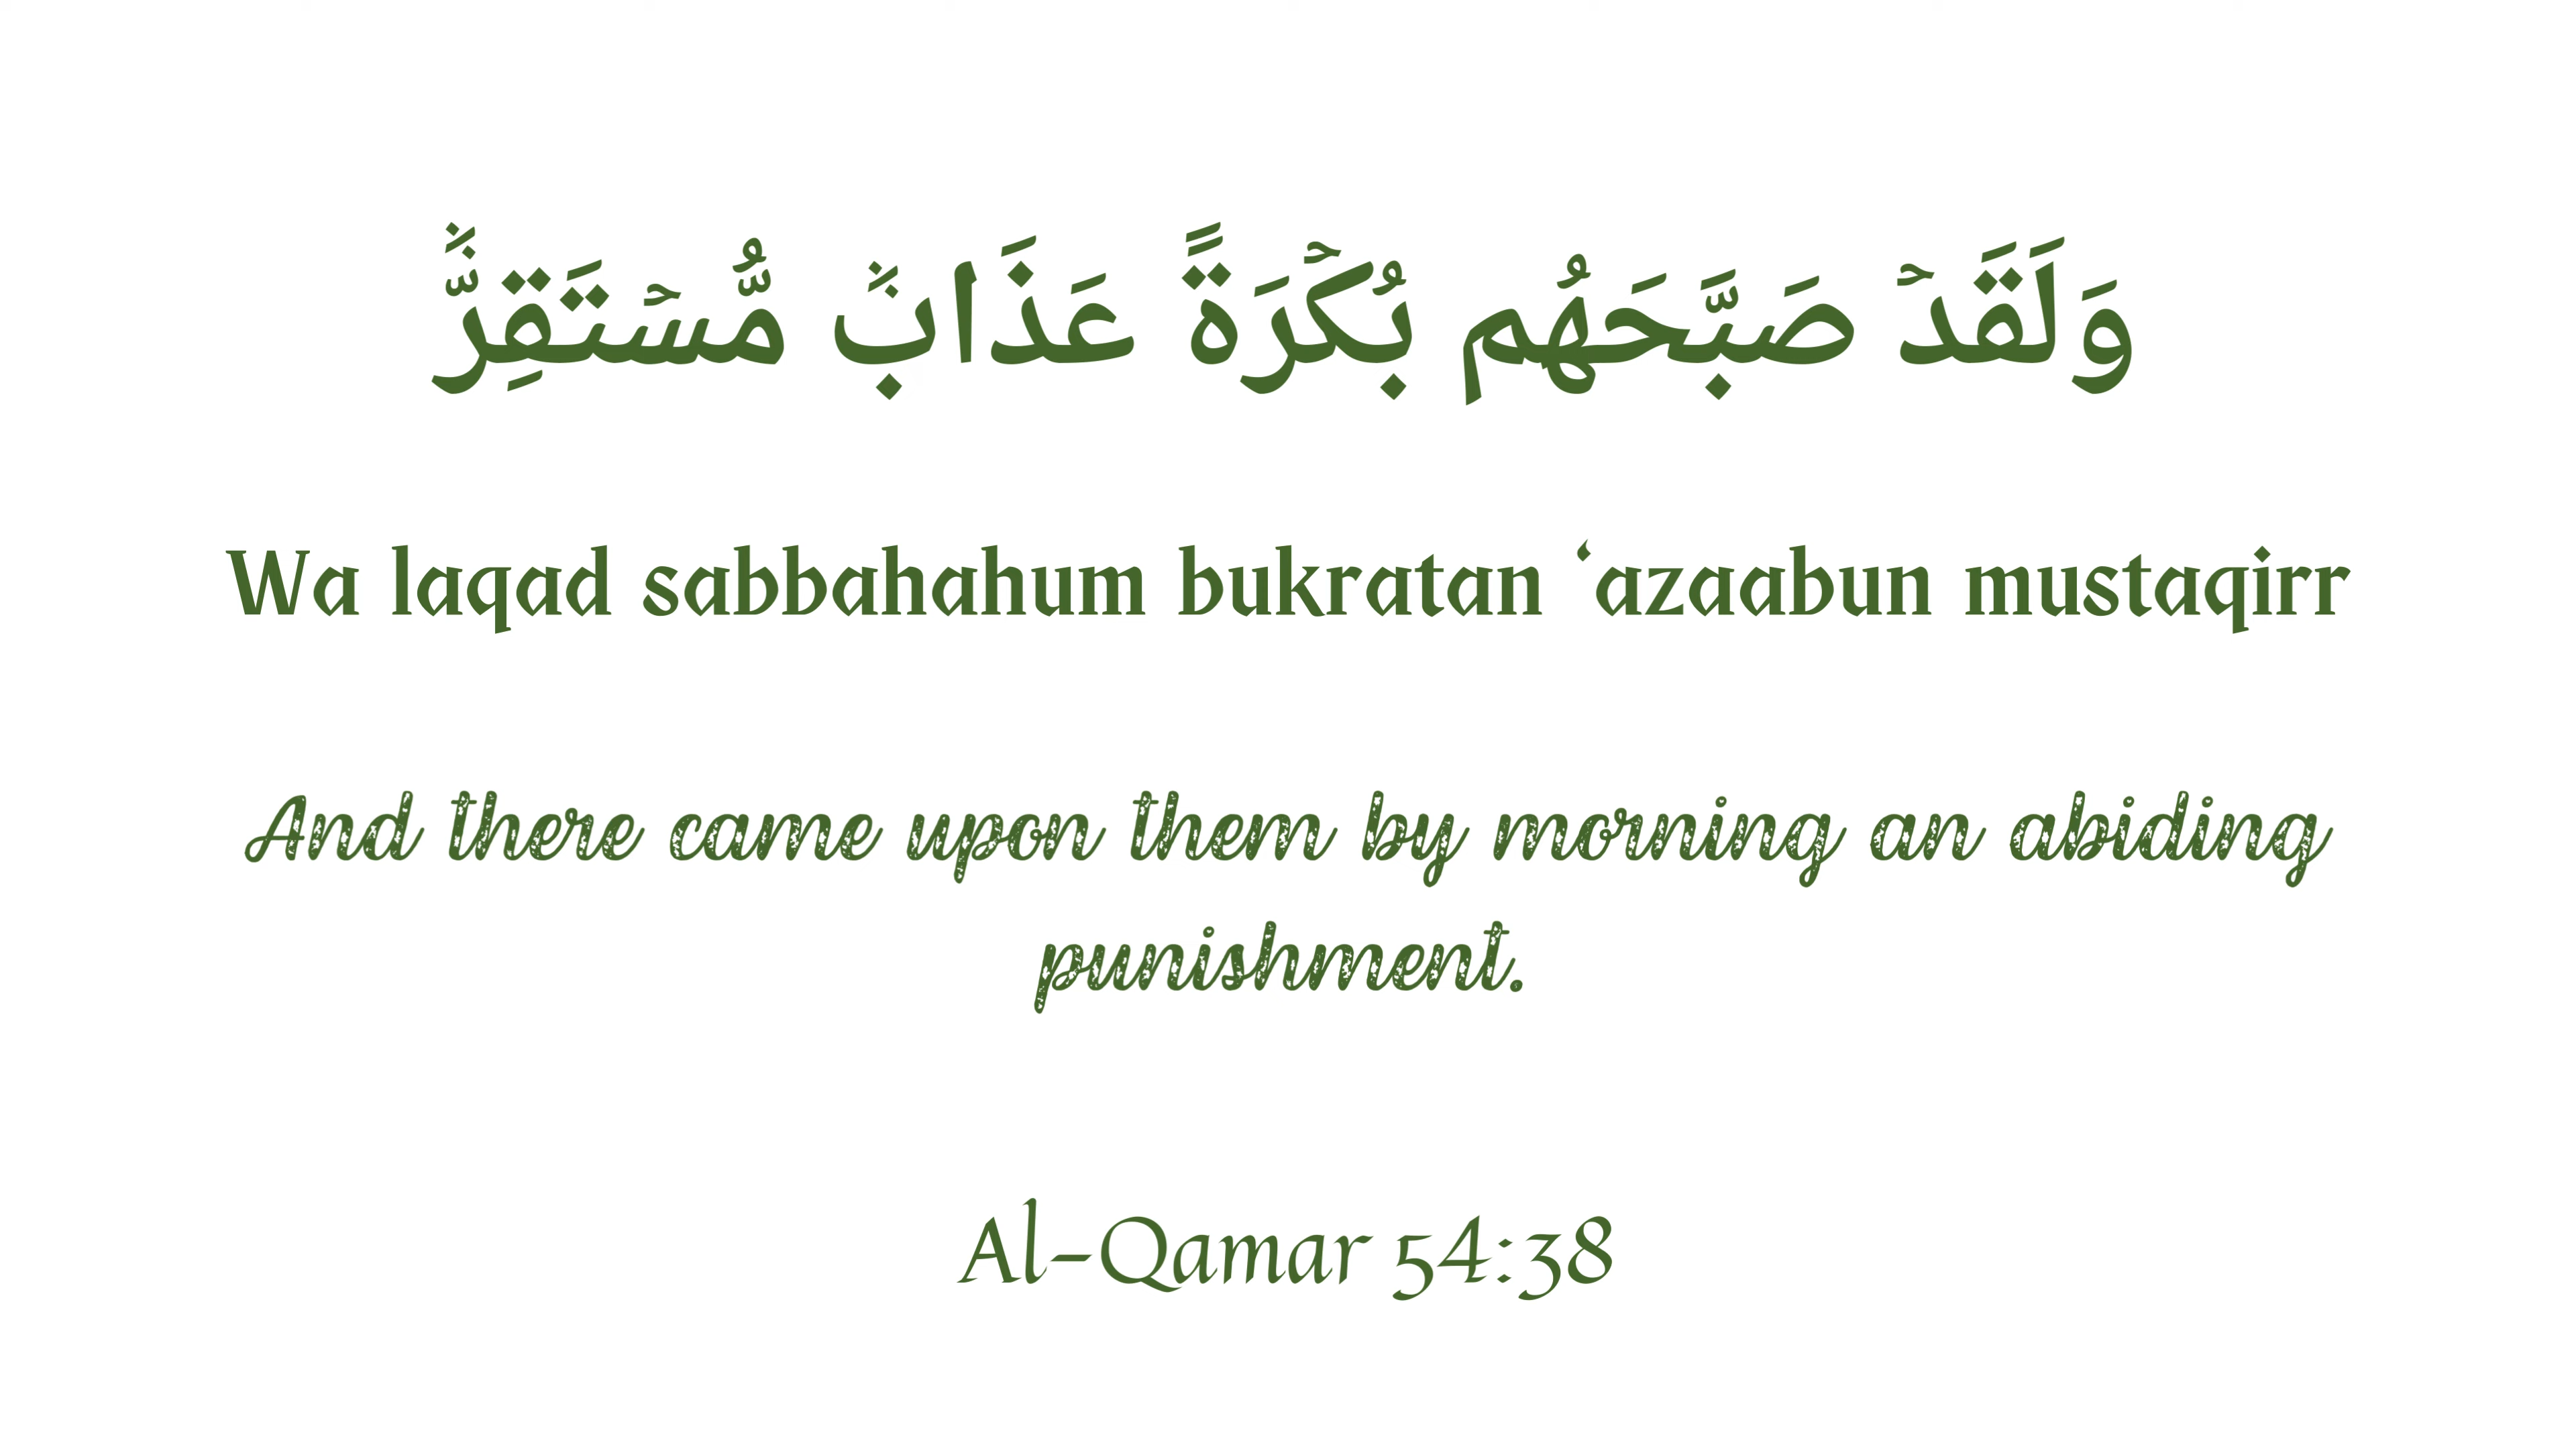 وَلَقَدۡ صَبَّحَهُم بُكۡرَةً عَذَابٞ مُّسۡتَقِرّٞ
Wa laqad sabbahahum bukratan ‘azaabun mustaqirr
And there came upon them by morning an abiding
punishment.
Al-Qamar 54:38